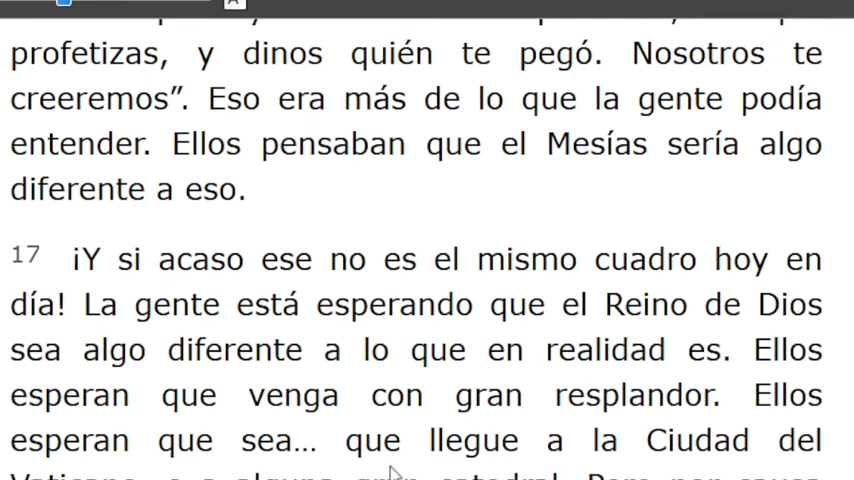 profetizas, y dinos quién te pegó. Nosotros te
creeremos”. Eso era más de lo que la gente podía
entender. Ellos pensaban que el Mesías sería algo
diferente a eso.
17 ¡Y si acaso ese no es el mismo cuadro hoy en
día! La gente está esperando que el Reino de Dios
sea algo diferente a lo que en realidad es. Ellos
esperan que venga con gran resplandor. Ellos
esperan que sea… que llegue a la Ciudad del